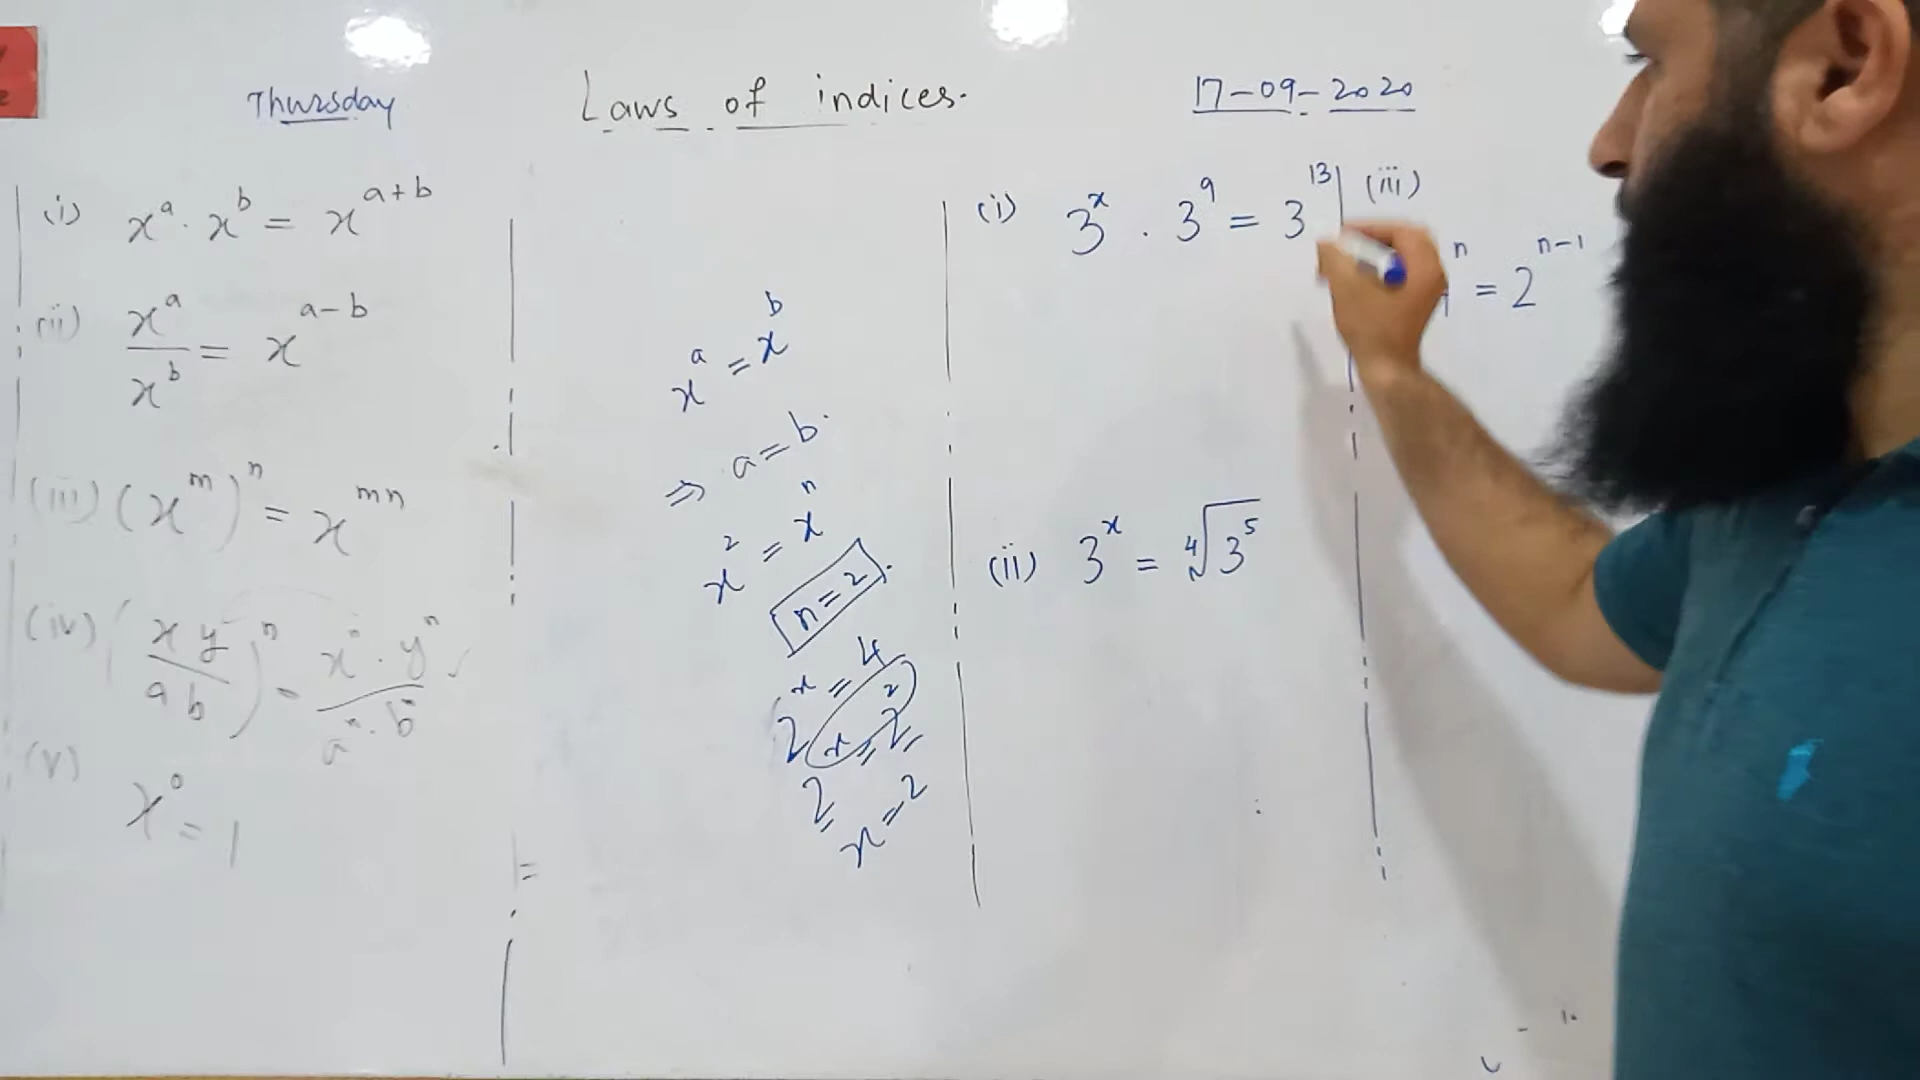 Thursday
Laws of indices.
17-09-2020
(i) x^a . x^b = x^{a+b}
(ii) x^a / x^b = x^{a-b}
(iii) (x^m)^n = x^{mn}
(iv) (xy / ab)^n = x^n . y^n / a^n . b^n
(v)
x^0 = 1
x^a = x^b
⇒ a = b.
x^2 = x^n
n = 2.
2^x = 4
2^x = 2^2
x = 2
(i) 3^x . 3^9 = 3^13
(ii) 3^x = ⁴√3^5
(iii)
^n = 2^{n-1}